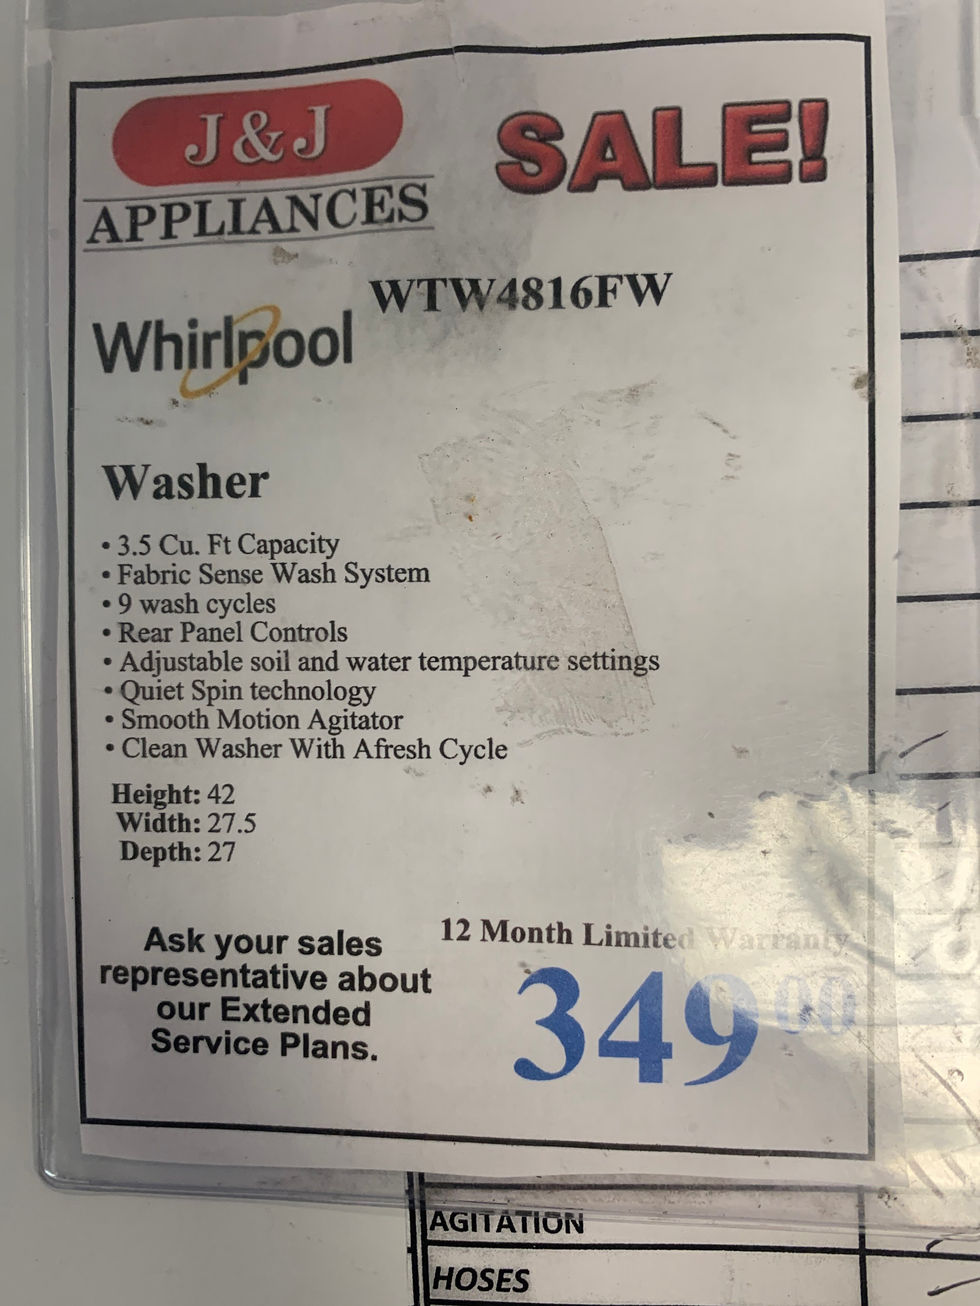 J&J
APPLIANCES
SALE!
WTW4816FW
Whirlpool
Washer
• 3.5 Cu. Ft Capacity
• Fabric Sense Wash System
• 9 wash cycles
• Rear Panel Controls
• Adjustable soil and water temperature settings
• Quiet Spin technology
• Smooth Motion Agitator
• Clean Washer With Afresh Cycle
Height: 42
Width: 27.5
Depth: 27
Ask your sales
representative about
our Extended
Service Plans.
12 Month Limited Warranty
349 00
AGITATION
HOSES